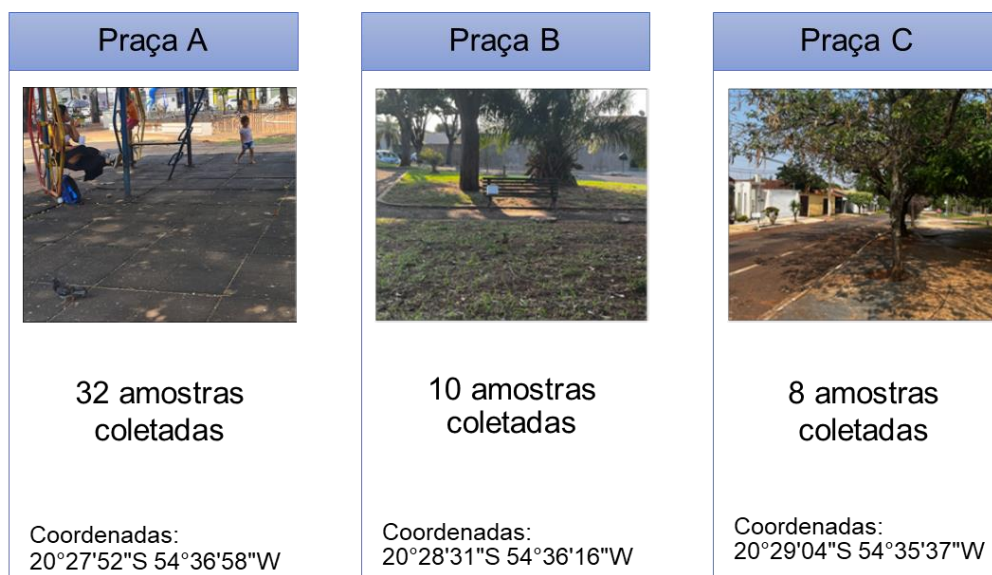 Praça A
32 amostras
coletadas
Coordenadas:
20°27'52"S 54°36'58"W
Praça B
10 amostras
coletadas
Coordenadas:
20°28'31"S 54°36'16"W
Praça C
8 amostras
coletadas
Coordenadas:
20°29'04"S 54°35'37"W